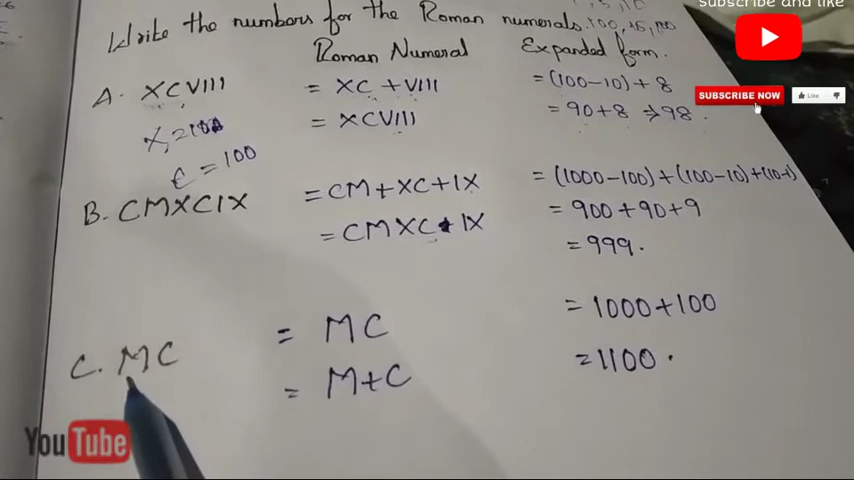 Subscribe and like
Write the numbers for the Roman numerals.
Roman Numeral Expanded form.
A. XCVIII = XC + VIII = (100-10) + 8
= XCVIII = 90+8 ⇒ 98.
SUBSCRIBE NOW Like
X = 10
C = 100
B. CMXCIX = CM+XC+IX = (1000-100)+(100-10)+(10-1)
= CMXC+IX = 900+90+9
= 999.
C. MC = MC = 1000+100
= M+C = 1100.
YouTube